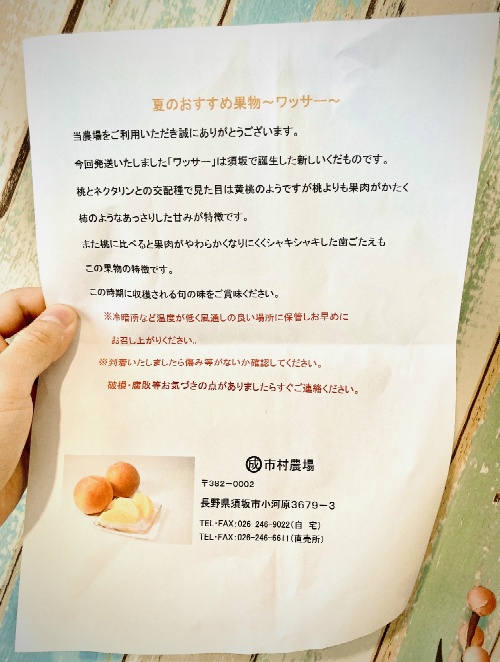 夏のおすすめ果物～ワッサー～
当農場をご利用いただき誠にありがとうございます。
今回発送いたしました「ワッサー」は須坂で誕生した新しいくだものです。
桃とネクタリンとの交配種で見た目は黄桃のようですが桃よりも果肉がかたく
柿のようなあっさりした甘みが特徴です。
また桃に比べると果肉がやわらかくなりにくくシャキシャキした歯ごたえも
この果物の特徴です。
この時期に収穫される旬の味をご賞味ください。
※冷暗所など温度が低く風通しの良い場所に保管しお早めに
お召し上がりください。
※到着いたしましたら傷み等がないか確認してください。
破損・腐敗等お気づきの点がありましたらすぐご連絡ください。
成 市村農場
〒382-0002
長野県須坂市小河原3679-3
TEL・FAX:026-246-9022(自 宅)
TEL・FAX:026-246-6611(直売所)